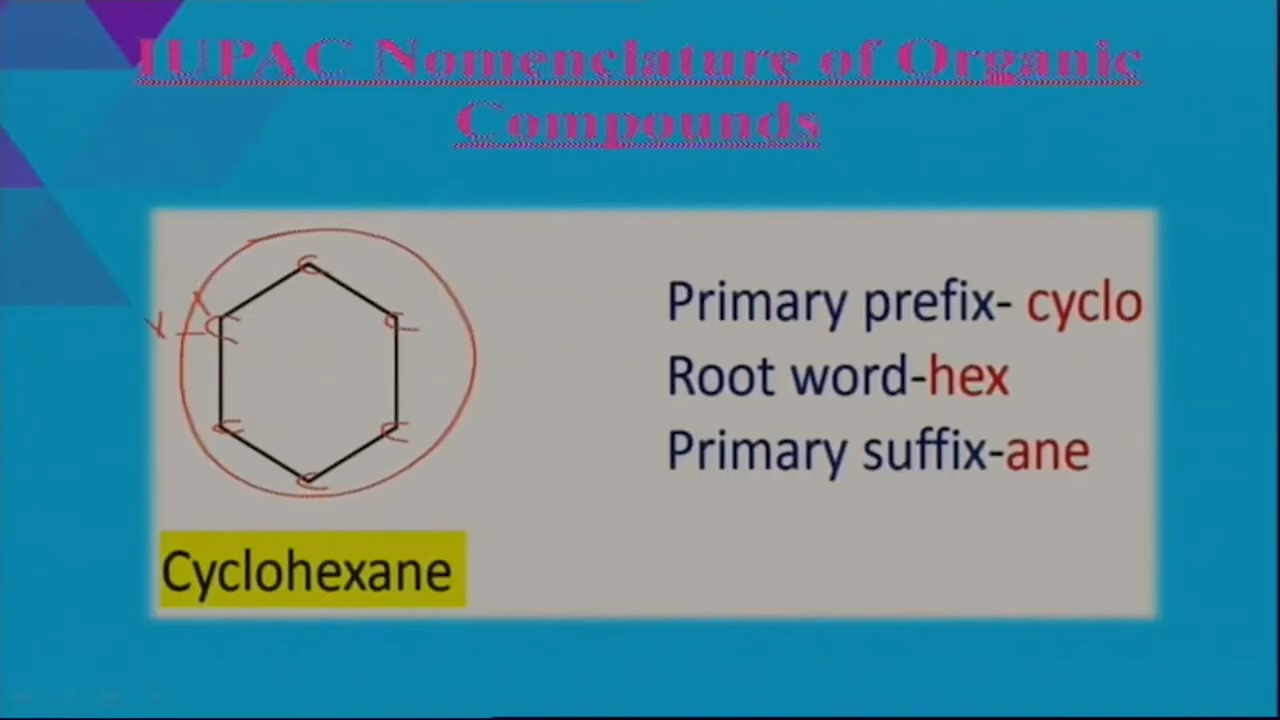 IUPAC Nomenclature of Organic
Compounds
C
C
C
C
C
C
Primary prefix- cyclo
Root word-hex
Primary suffix-ane
Cyclohexane